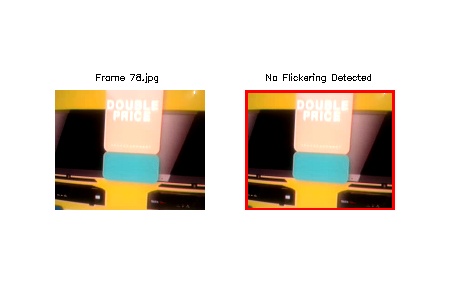 Frame 78.jpg
No Flickering Detected
DOUBLE
PRICE
DOUBLE
PRICE